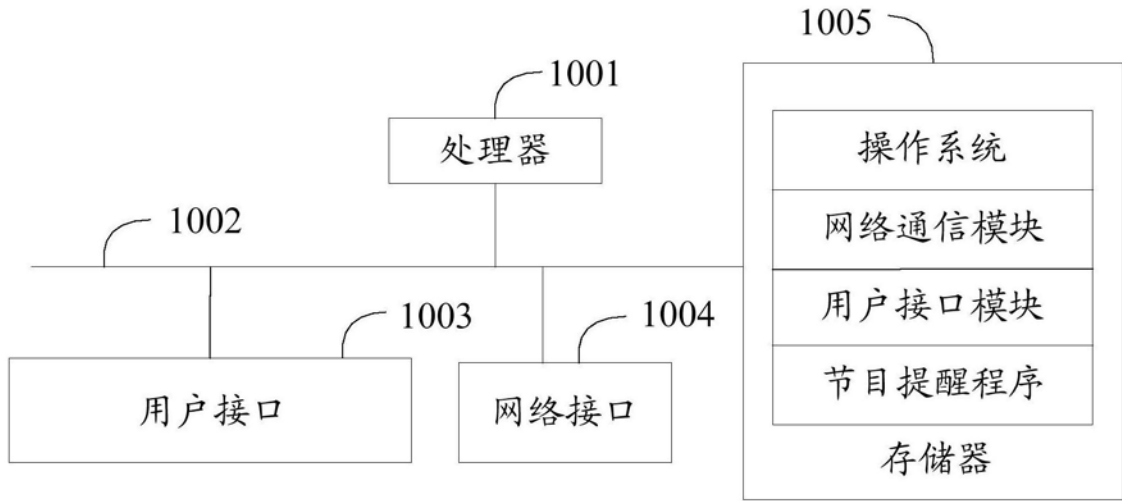 1005
1001
处理器
操作系统
1002
网络通信模块
1003
1004
用户接口模块
用户接口
网络接口
节目提醒程序
存储器